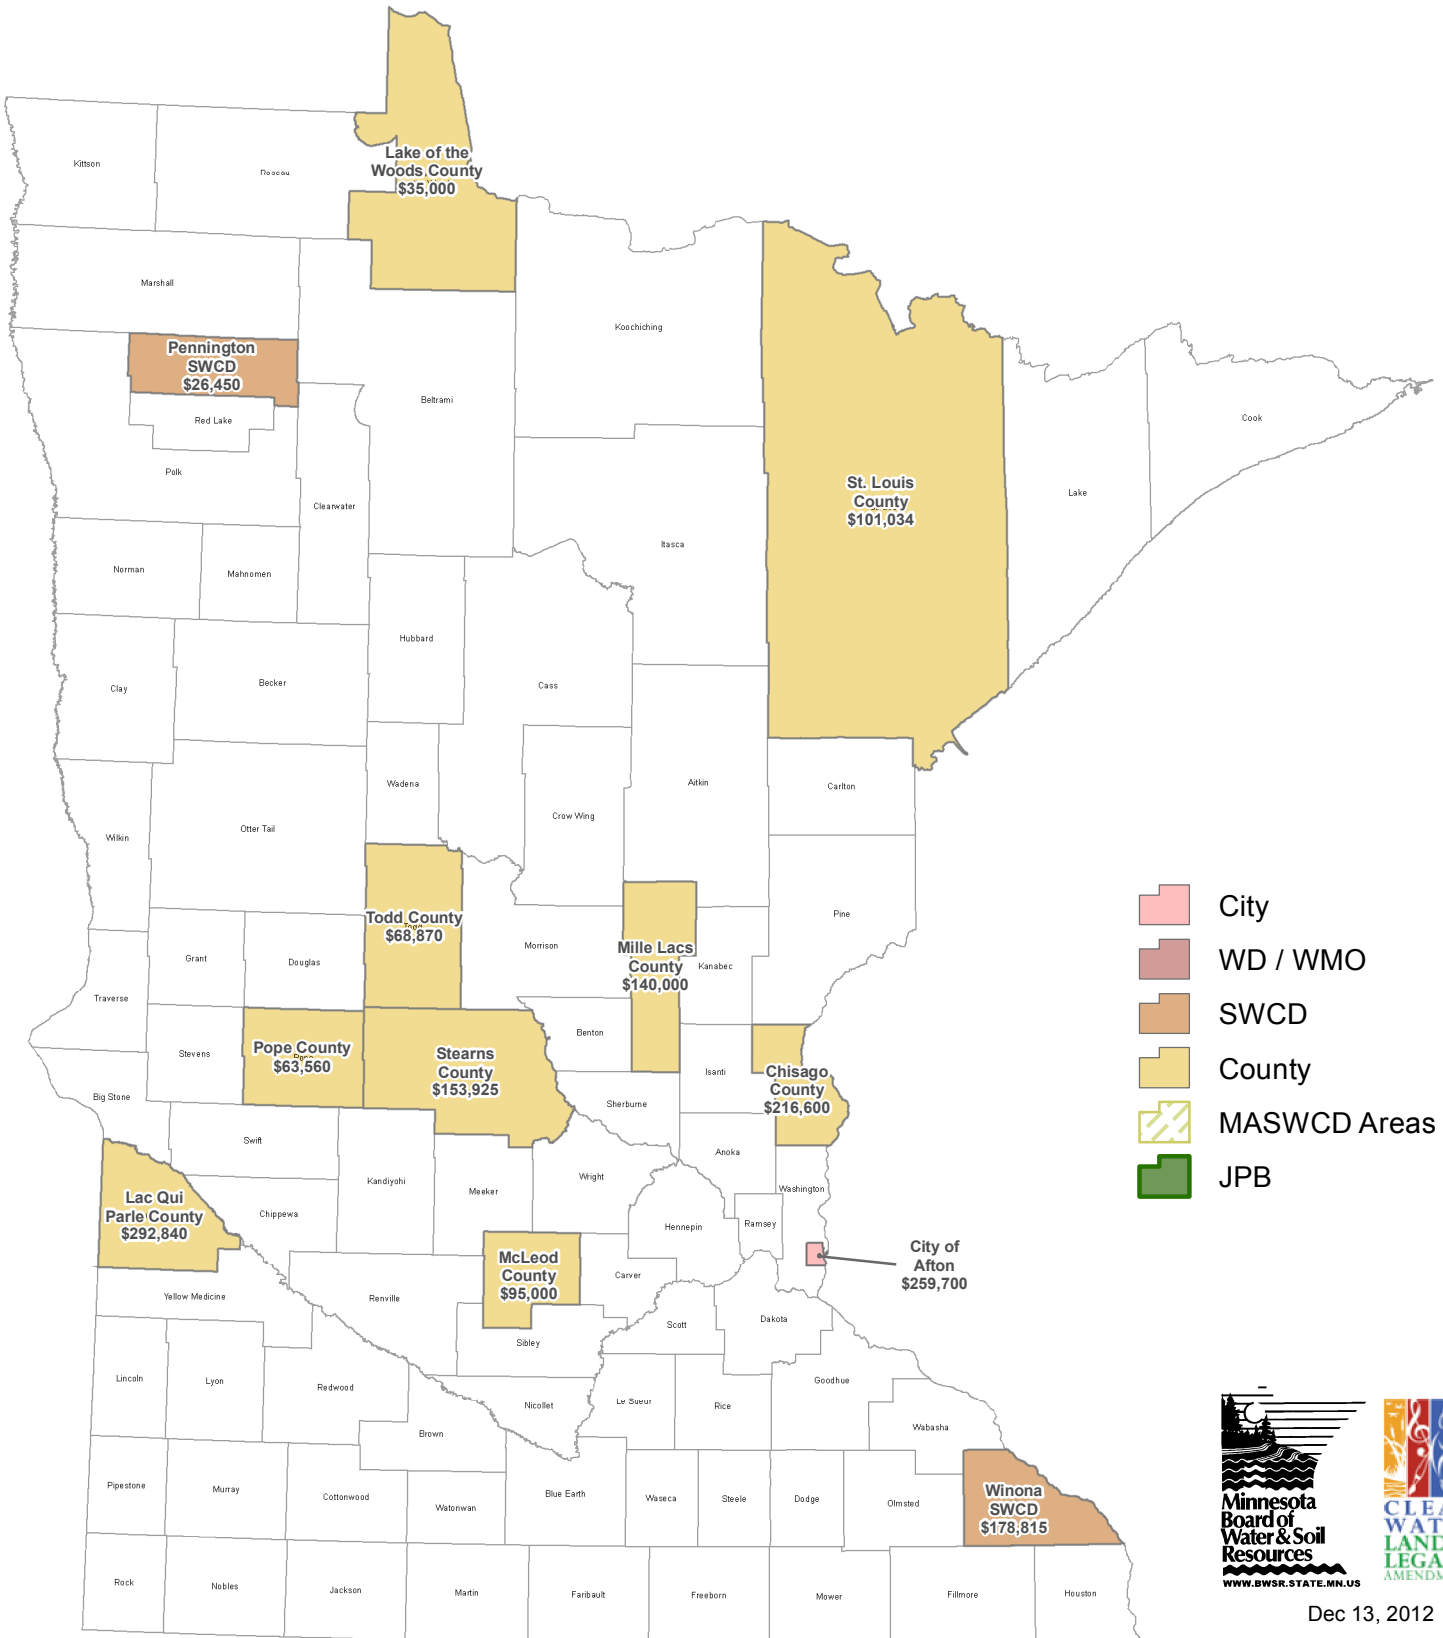 Kittson
Roseau
Lake of the
Woods County
$35,000
Marshall
Koochiching
Pennington
SWCD
$26,450
Beltrami
Red Lake
Cook
Polk
St. Louis
County
$101,034
Lake
Clearwater
Itasca
Norman
Mahnomen
Hubbard
Clay
Becker
Cass
Wadena
Aitkin
Carlton
Crow Wing
Otter Tail
Wilkin
Todd County
$68,870
Morrison
Mille Lacs
County
$140,000
Kanabec
Pine
Grant
Douglas
Traverse
Stevens
Pope County
$63,560
Stearns
County
$153,925
Benton
Isanti
Chisago
County
$216,600
Big Stone
Sherburne
Swift
Anoka
Kandiyohi
Meeker
Wright
Washington
Lac Qui
Parle County
$292,840
Chippewa
Hennepin
Ramsey
McLeod
County
$95,000
Carver
City of
Afton
$259,700
Yellow Medicine
Renville
Scott
Dakota
Sibley
Lincoln
Lyon
Redwood
Nicollet
Le Sueur
Rice
Goodhue
Brown
Wabasha
Pipestone
Murray
Cottonwood
Watonwan
Blue Earth
Waseca
Steele
Dodge
Olmsted
Winona
SWCD
$178,815
Rock
Nobles
Jackson
Martin
Faribault
Freeborn
Mower
Fillmore
Houston
City
WD / WMO
SWCD
County
MASWCD Areas
JPB
Minnesota
Board of
Water & Soil
Resources
WWW.BWSR.STATE.MN.US
CLEA
WAT
LAND
LEGA
AMENDM
Dec 13, 2012